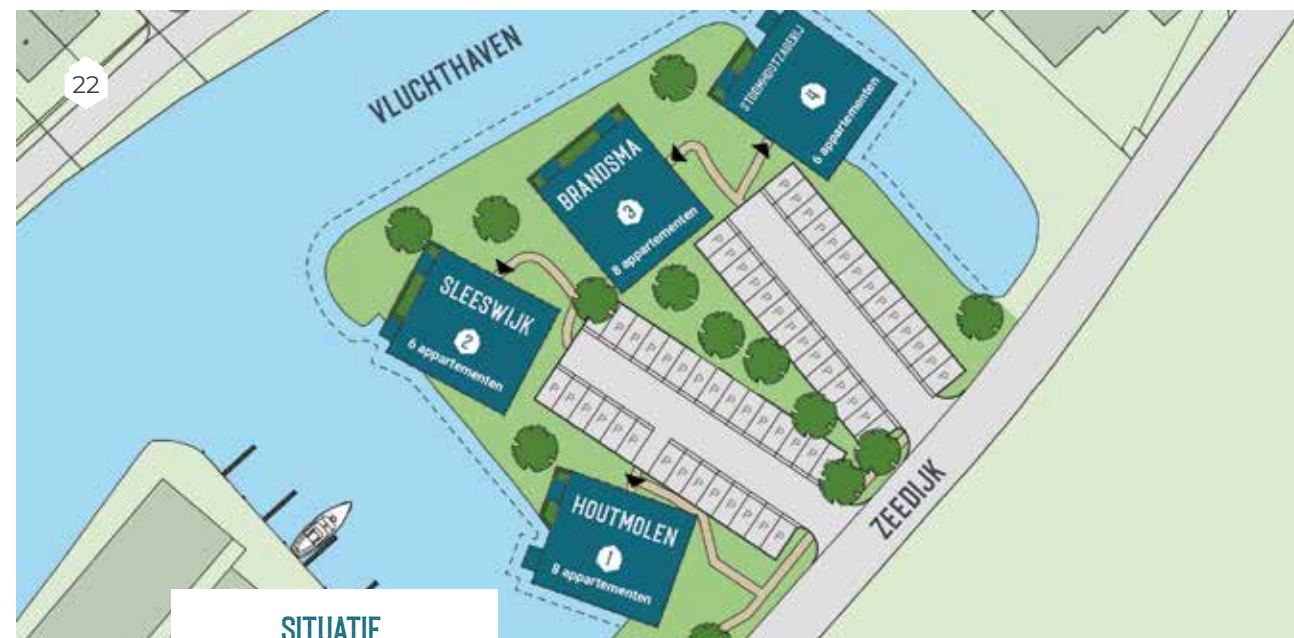 22
VLUCHTHAVEN
STOOMHOUTZAGERIJ
4
6 appartementen
BRANDSMA
3
8 appartementen
SLEESWIJK
2
6 appartementen
P P P P P P P P P P P P P
P P P P P P P P P P P P P
P P P P P P P P P P P P P P
P P P P P P
P P P P P P P P
HOUTMOLEN
1
8 appartementen
ZEEDIJK
SITUATIE